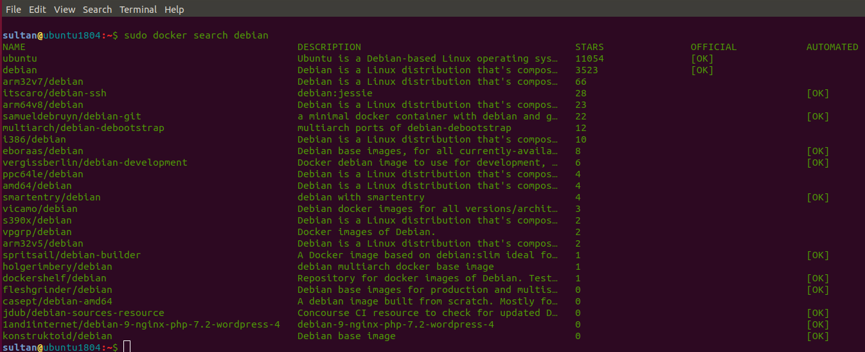 File Edit View Search Terminal Help
sultan@ubuntu1804:~$ sudo docker search debian
NAME DESCRIPTION STARS OFFICIAL AUTOMATED
ubuntu Ubuntu is a Debian-based Linux operating sys… 11054 [OK]
debian Debian is a Linux distribution that's compos… 3523 [OK]
arm32v7/debian Debian is a Linux distribution that's compos… 66
itscaro/debian-ssh debian:jessie 28 [OK]
arm64v8/debian Debian is a Linux distribution that's compos… 23
samueldebruyn/debian-git a minimal docker container with debian and g… 22 [OK]
multiarch/debian-debootstrap multiarch ports of debian-debootstrap 12
i386/debian Debian is a Linux distribution that's compos… 10
eboraas/debian Debian base images, for all currently-availa… 8 [OK]
vergissberlin/debian-development Docker debian image to use for development, … 6 [OK]
ppc64le/debian Debian is a Linux distribution that's compos… 4
amd64/debian Debian is a Linux distribution that's compos… 4
smartentry/debian debian with smartentry 4 [OK]
vicamo/debian Debian docker images for all versions/archit… 3
s390x/debian Debian is a Linux distribution that's compos… 2
vpgrp/debian Docker images of Debian. 2
arm32v5/debian Debian is a Linux distribution that's compos… 2
spritsail/debian-builder A Docker image based on debian:slim ideal fo… 1 [OK]
holgerimbery/debian debian multiarch docker base image 1
dockershelf/debian Repository for docker images of Debian. Test… 1 [OK]
fleshgrinder/debian Debian base images for production and multis… 0 [OK]
casept/debian-amd64 A debian image built from scratch. Mostly fo… 0
jdub/debian-sources-resource Concourse CI resource to check for updated D… 0 [OK]
1and1internet/debian-9-nginx-php-7.2-wordpress-4 debian-9-nginx-php-7.2-wordpress-4 0 [OK]
konstruktoid/debian Debian base image 0 [OK]
sultan@ubuntu1804:~$